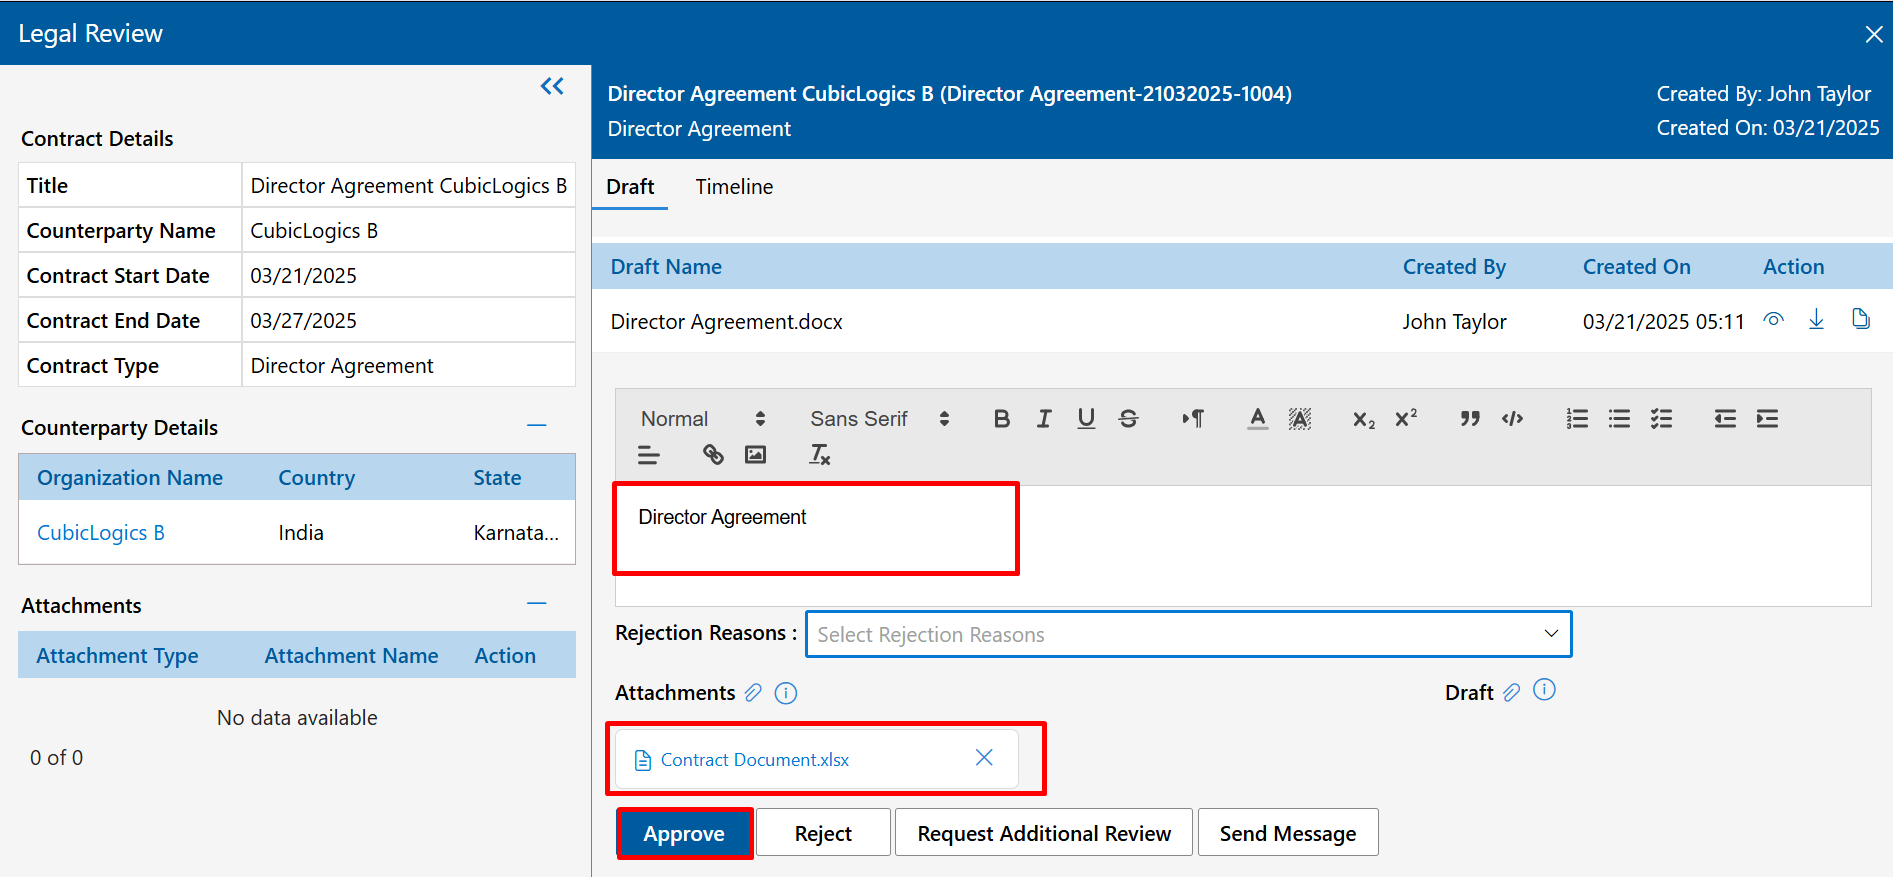 Legal Review
Contract Details
Title Director Agreement CubicLogics B
Counterparty Name CubicLogics B
Contract Start Date 03/21/2025
Contract End Date 03/27/2025
Contract Type Director Agreement
Counterparty Details
Organization Name Country State
CubicLogics B India Karnata...
Attachments
Attachment Type Attachment Name Action
No data available
0 of 0
Director Agreement CubicLogics B (Director Agreement-21032025-1004)
Director Agreement
Created By: John Taylor
Created On: 03/21/2025
Draft Timeline
Draft Name Created By Created On Action
Director Agreement.docx John Taylor 03/21/2025 05:11
Normal Sans Serif
Director Agreement
Rejection Reasons : Select Rejection Reasons
Attachments Draft
Contract Document.xlsx
Approve Reject Request Additional Review Send Message